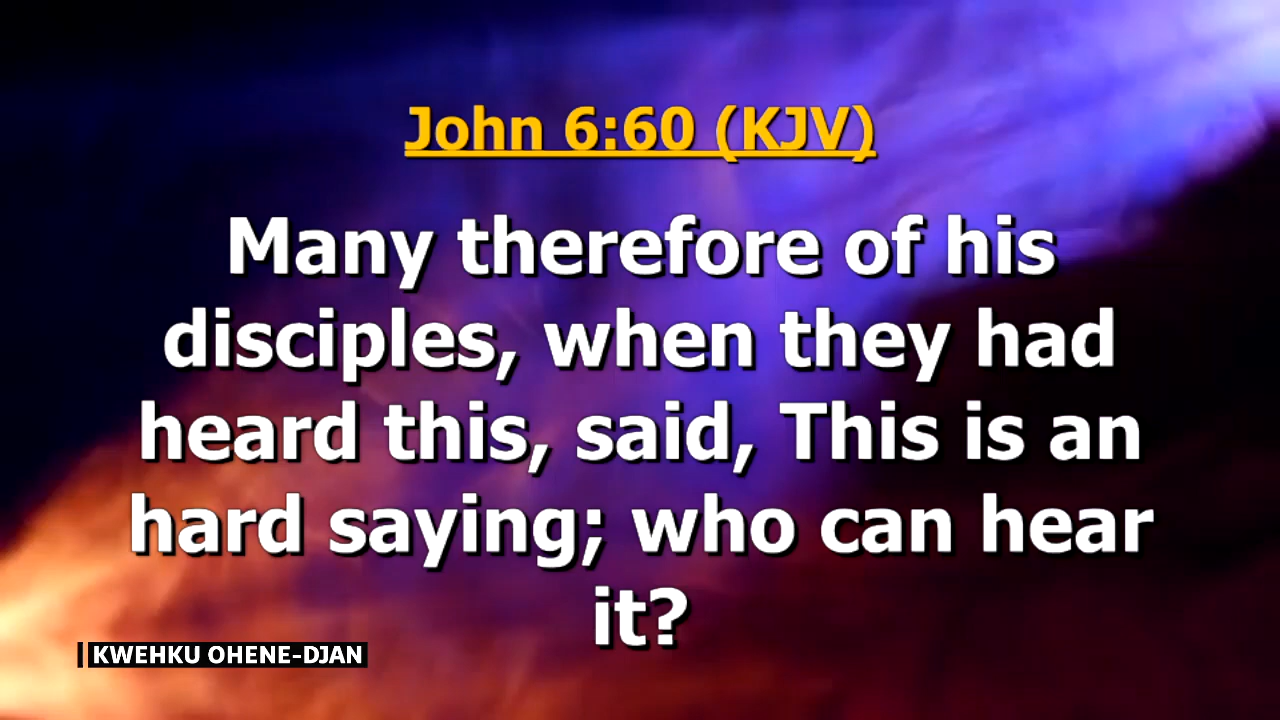 John 6:60 (KJV)
Many therefore of his
disciples, when they had
heard this, said, This is an
hard saying; who can hear
it?
KWEHKU OHENE-DJAN